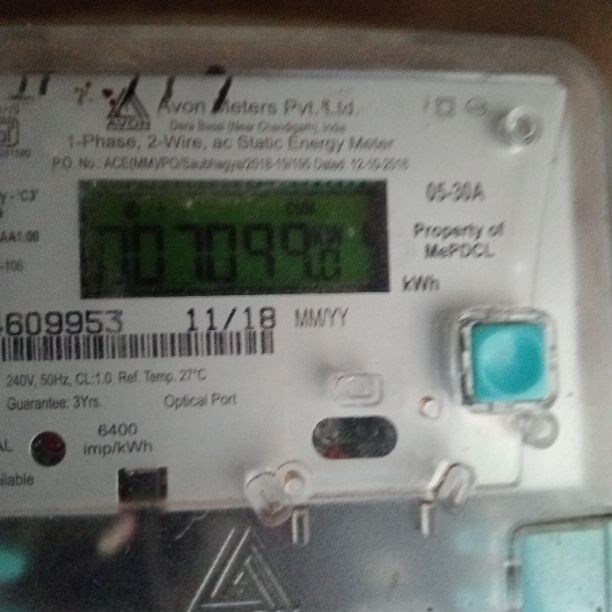 Avon Meters Pvt. Ltd.
AVON
Dera Bassi (Near Chandigarh), India
1-Phase, 2-Wire, ac Static Energy Meter
P.O. No.: ACE(MM)/PO/Saubhagya/2018-19/195 Dated: 12-10-2018
05-30A
Property of
MePDCL
kWh
609953 11/18 MM/YY
240V, 50Hz, CL:1.0 Ref. Temp. 27°C
Guarantee: 3Yrs. Optical Port
6400
imp/kWh